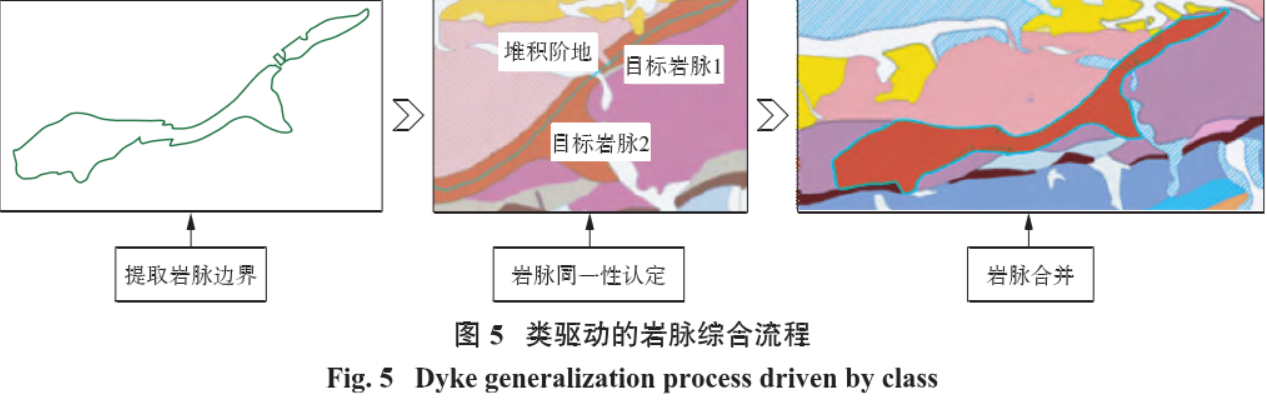 堆积阶地
目标岩脉1
目标岩脉2
提取岩脉边界
岩脉同一性认定
岩脉合并
图 5 类驱动的岩脉综合流程
Fig. 5 Dyke generalization process driven by class